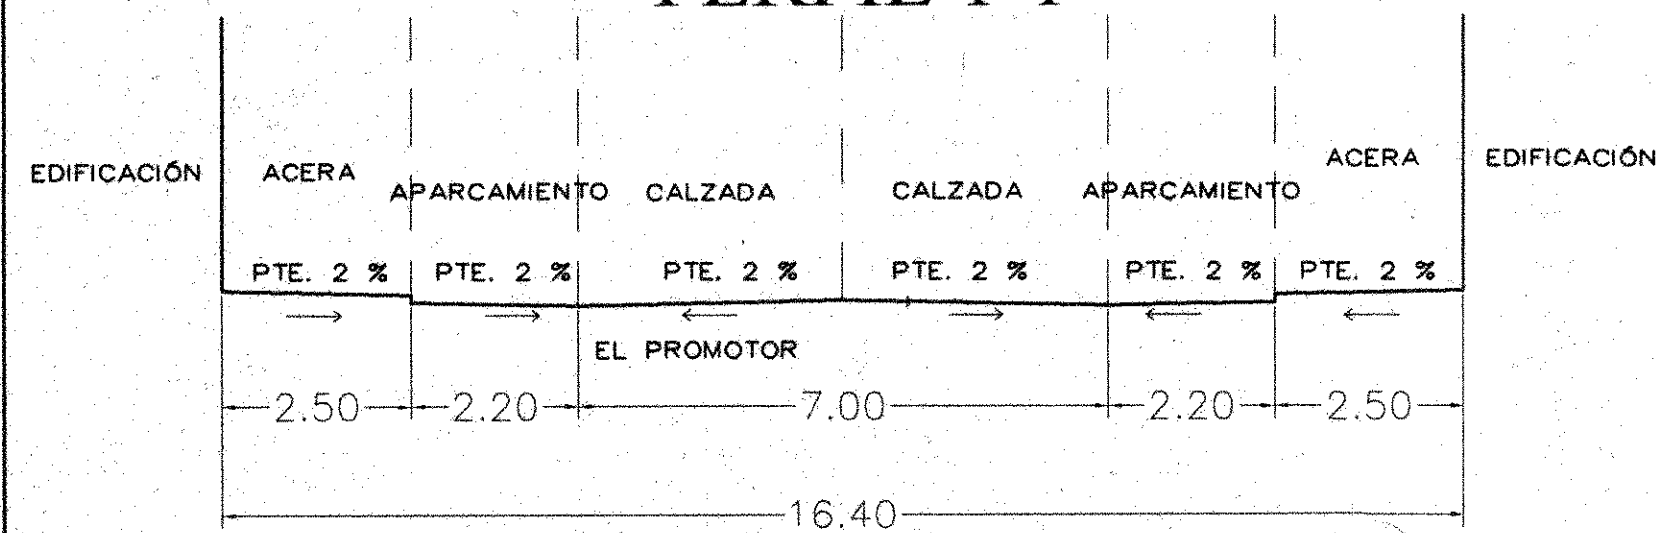 EDIFICACIÓN ACERA APARCAMIENTO CALZADA CALZADA APARCAMIENTO ACERA EDIFICACIÓN
PTE. 2 % PTE. 2 % PTE. 2 % PTE. 2 % PTE. 2 % PTE. 2 %
EL PROMOTOR
2.50 2.20 7.00 2.20 2.50
16.40